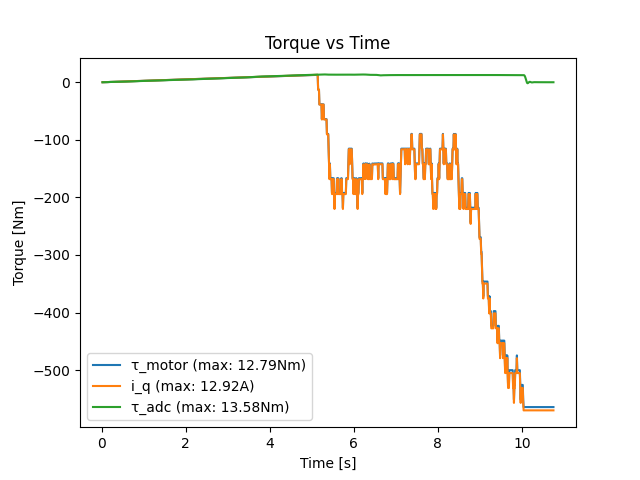 Torque vs Time
Torque [Nm]
0
−100
−200
−300
−400
−500
τ_motor (max: 12.79Nm)
i_q (max: 12.92A)
τ_adc (max: 13.58Nm)
0 2 4 6 8 10
Time [s]